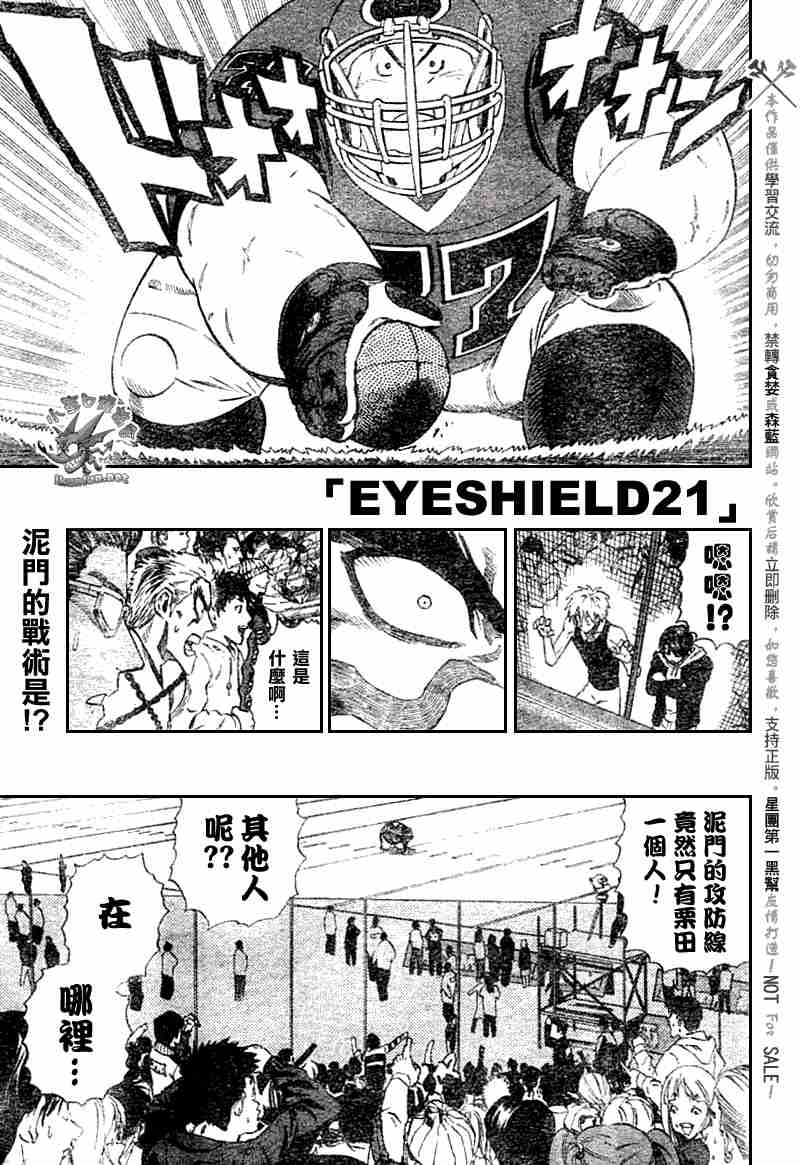 ドオオ
オオン
「EYESHIELD21」
嗯
嗯
!?
這是
什麼啊…
泥門的戰術是!?
泥門的攻防線
竟然只有栗田
一個人!
其他人
呢??
在
哪裡…
本作品僅供學習交流，切勿商用，禁轉貪婪或森藍網站。欣賞后請立即刪除，如您喜歡，支持正版。星團第一黑幫友情打造!NOT For SALE!